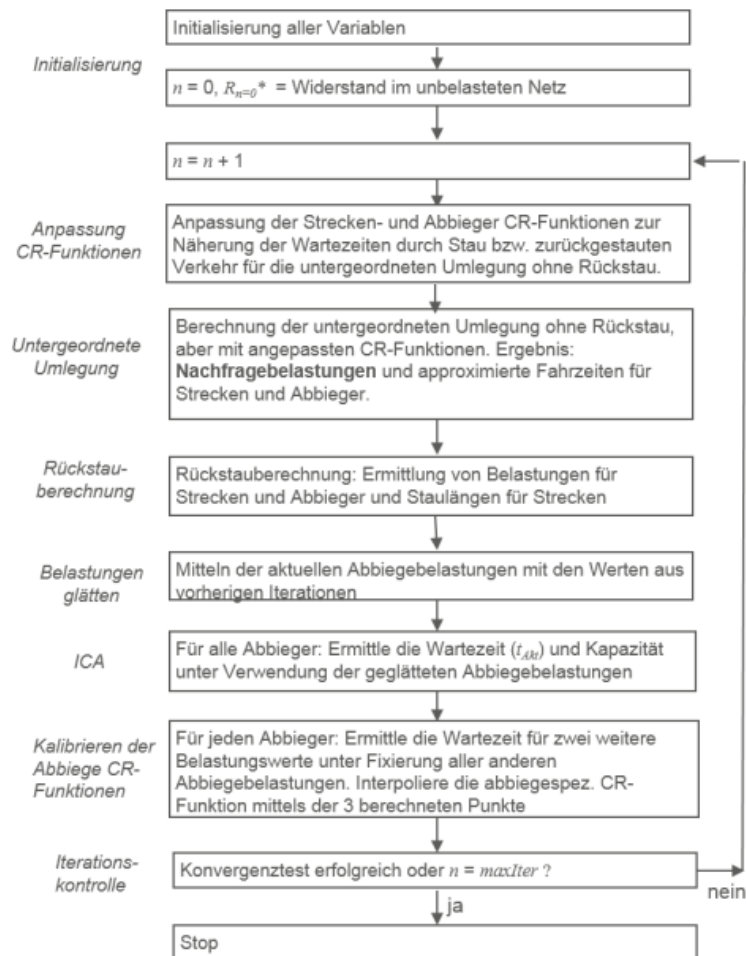 Initialisierung aller Variablen
Initialisierung
n = 0, Rn=0* = Widerstand im unbelasteten Netz
n = n + 1
Anpassung
CR-Funktionen
Anpassung der Strecken- und Abbieger CR-Funktionen zur
Näherung der Wartezeiten durch Stau bzw. zurückgestauten
Verkehr für die untergeordneten Umlegung ohne Rückstau.
Untergeordnete
Umlegung
Berechnung der untergeordneten Umlegung ohne Rückstau,
aber mit angepassten CR-Funktionen. Ergebnis:
Nachfragebelastungen und approximierte Fahrzeiten für
Strecken und Abbieger.
Rückstau-
berechnung
Rückstauberechnung: Ermittlung von Belastungen für
Strecken und Abbieger und Staulängen für Strecken
Belastungen
glätten
Mitteln der aktuellen Abbiegebelastungen mit den Werten aus
vorherigen Iterationen
ICA
Für alle Abbieger: Ermittle die Wartezeit (tAkt) und Kapazität
unter Verwendung der geglätteten Abbiegebelastungen
Kalibrieren der
Abbiege CR-
Funktionen
Für jeden Abbieger: Ermittle die Wartezeit für zwei weitere
Belastungswerte unter Fixierung aller anderen
Abbiegebelastungen. Interpoliere die abbiegespez. CR-
Funktion mittels der 3 berechneten Punkte
Iterations-
kontrolle
Konvergenztest erfolgreich oder n = maxIter ?
nein
ja
Stop